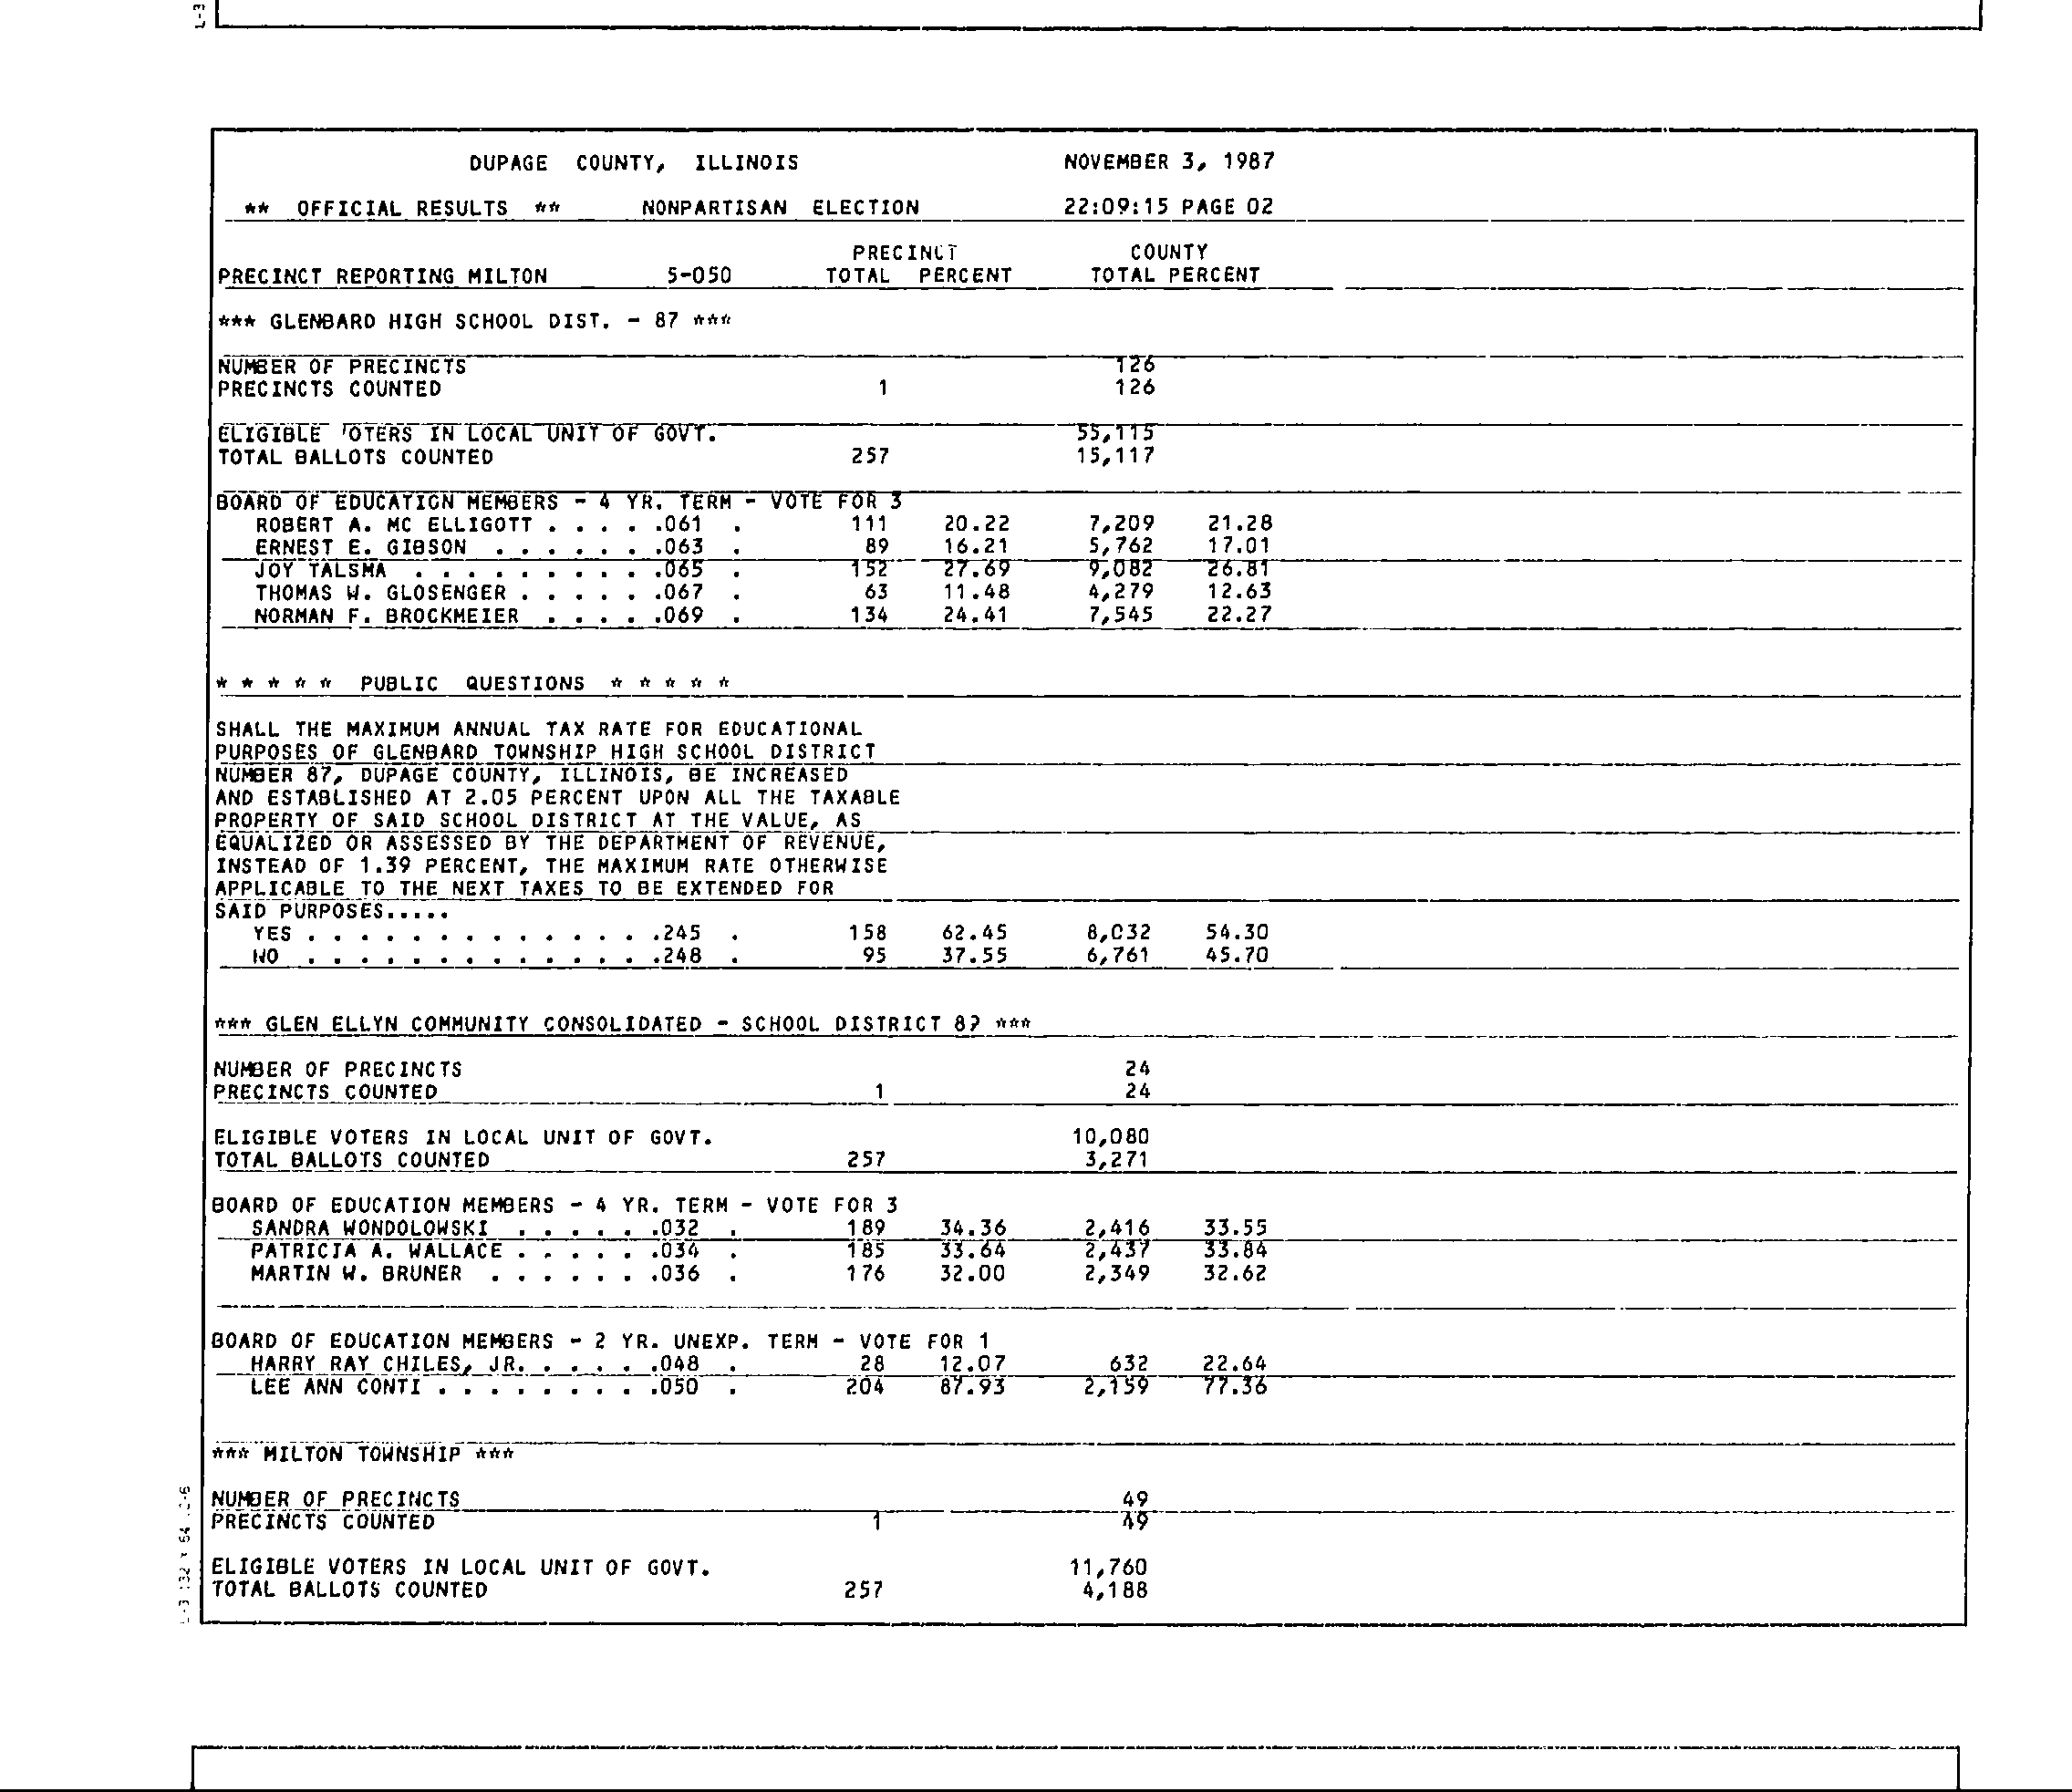 L-3
DUPAGE COUNTY, ILLINOIS NOVEMBER 3, 1987
** OFFICIAL RESULTS ** NONPARTISAN ELECTION 22:09:15 PAGE 02
PRECINCT COUNTY
PRECINCT REPORTING MILTON 5-050 TOTAL PERCENT TOTAL PERCENT
*** GLENBARD HIGH SCHOOL DIST. - 87 ***
NUMBER OF PRECINCTS 126
PRECINCTS COUNTED 1 126
ELIGIBLE 'OTERS IN LOCAL UNIT OF GOVT. 55,115
TOTAL BALLOTS COUNTED 257 15,117
BOARD OF EDUCATION MEMBERS - 4 YR. TERM - VOTE FOR 3
ROBERT A. MC ELLIGOTT . . . . .061 . 111 20.22 7,209 21.28
ERNEST E. GIBSON . . . . . . .063 . 89 16.21 5,762 17.01
JOY TALSMA . . . . . . . . . .065 . 152 27.69 9,082 26.81
THOMAS W. GLOSENGER . . . . . .067 . 63 11.48 4,279 12.63
NORMAN F. BROCKMEIER . . . . .069 . 134 24.41 7,545 22.27
* * * * * PUBLIC QUESTIONS * * * * *
SHALL THE MAXIMUM ANNUAL TAX RATE FOR EDUCATIONAL
PURPOSES OF GLENBARD TOWNSHIP HIGH SCHOOL DISTRICT
NUMBER 87, DUPAGE COUNTY, ILLINOIS, BE INCREASED
AND ESTABLISHED AT 2.05 PERCENT UPON ALL THE TAXABLE
PROPERTY OF SAID SCHOOL DISTRICT AT THE VALUE, AS
EQUALIZED OR ASSESSED BY THE DEPARTMENT OF REVENUE,
INSTEAD OF 1.39 PERCENT, THE MAXIMUM RATE OTHERWISE
APPLICABLE TO THE NEXT TAXES TO BE EXTENDED FOR
SAID PURPOSES.....
YES . . . . . . . . . . . . . .245 . 158 62.45 8,032 54.30
NO . . . . . . . . . . . . . .248 . 95 37.55 6,761 45.70
*** GLEN ELLYN COMMUNITY CONSOLIDATED - SCHOOL DISTRICT 89 ***
NUMBER OF PRECINCTS 24
PRECINCTS COUNTED 1 24
ELIGIBLE VOTERS IN LOCAL UNIT OF GOVT. 10,080
TOTAL BALLOTS COUNTED 257 3,271
BOARD OF EDUCATION MEMBERS - 4 YR. TERM - VOTE FOR 3
SANDRA WONDOLOWSKI . . . . . .032 . 189 34.36 2,416 33.55
PATRICIA A. WALLACE . . . . . .034 . 185 33.64 2,437 33.84
MARTIN W. BRUNER . . . . . . .036 . 176 32.00 2,349 32.62
BOARD OF EDUCATION MEMBERS - 2 YR. UNEXP. TERM - VOTE FOR 1
HARRY RAY CHILES, JR. . . . . .048 . 28 12.07 632 22.64
LEE ANN CONTI . . . . . . . . .050 . 204 87.93 2,159 77.36
*** MILTON TOWNSHIP ***
NUMBER OF PRECINCTS 49
PRECINCTS COUNTED 1 49
ELIGIBLE VOTERS IN LOCAL UNIT OF GOVT. 11,760
TOTAL BALLOTS COUNTED 257 4,188